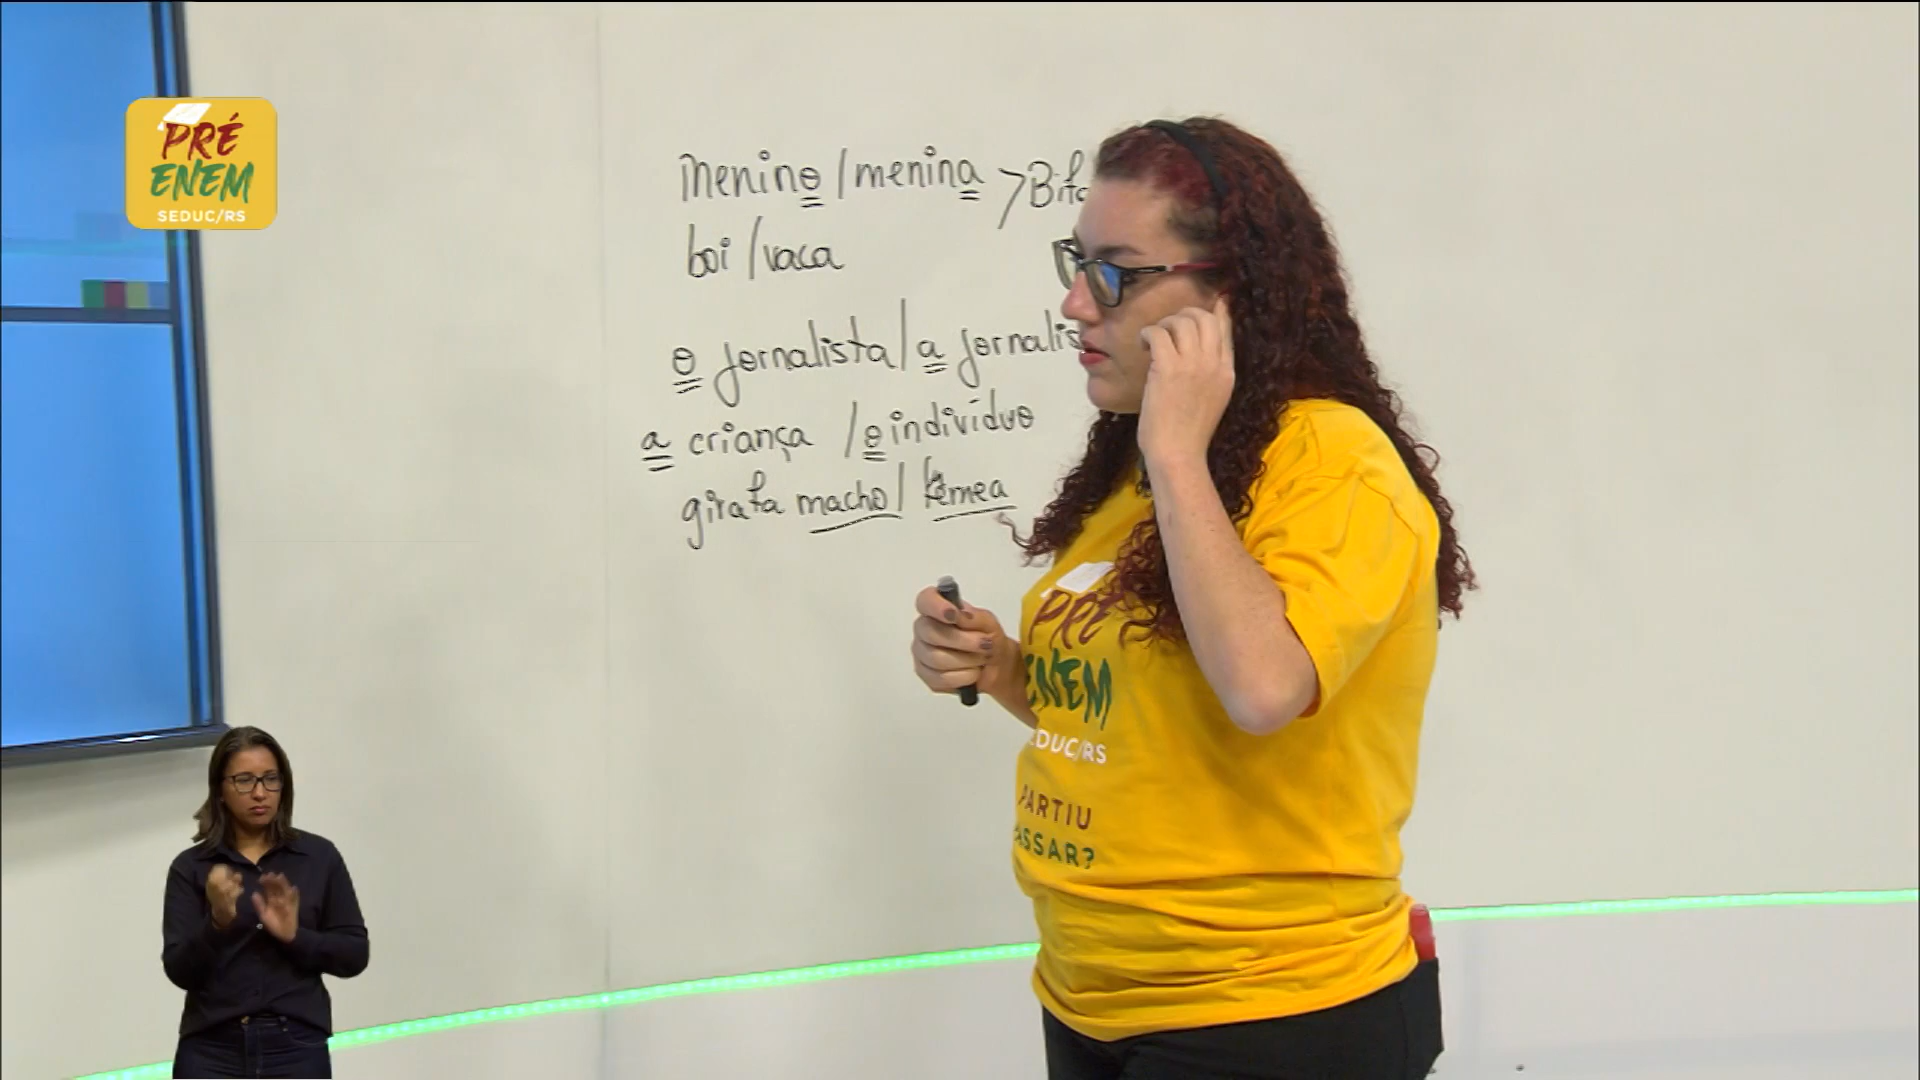 PRÉ
ENEM
SEDUC/RS
menino / menina > Bifo
boi / vaca
o jornalista / a jornalis
a criança / o indivíduo
girafa macho / fêmea
PRÉ
ENEM
EDUC/RS
PARTIU
ASSAR?